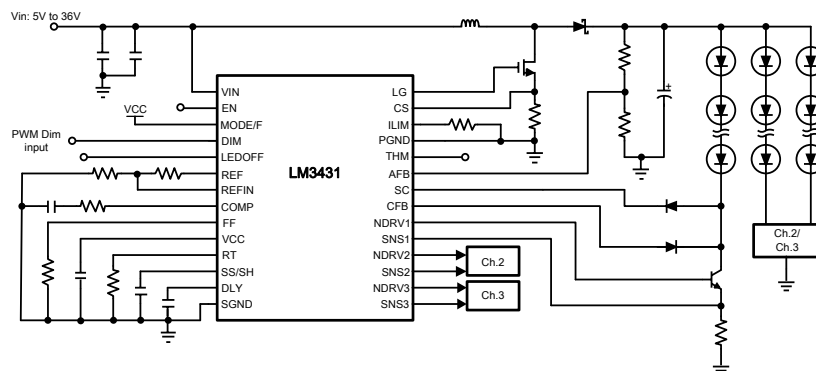 Vin: 5V to 36V
VIN
EN
VCC
MODE/F
PWM Dim
input
DIM
LEDOFF
REF
REFIN
COMP
FF
VCC
RT
SS/SH
DLY
SGND
LM3431
LG
CS
ILIM
PGND
THM
AFB
SC
CFB
NDRV1
SNS1
NDRV2
SNS2
NDRV3
SNS3
Ch.2
Ch.3
+
Ch.2/
Ch.3